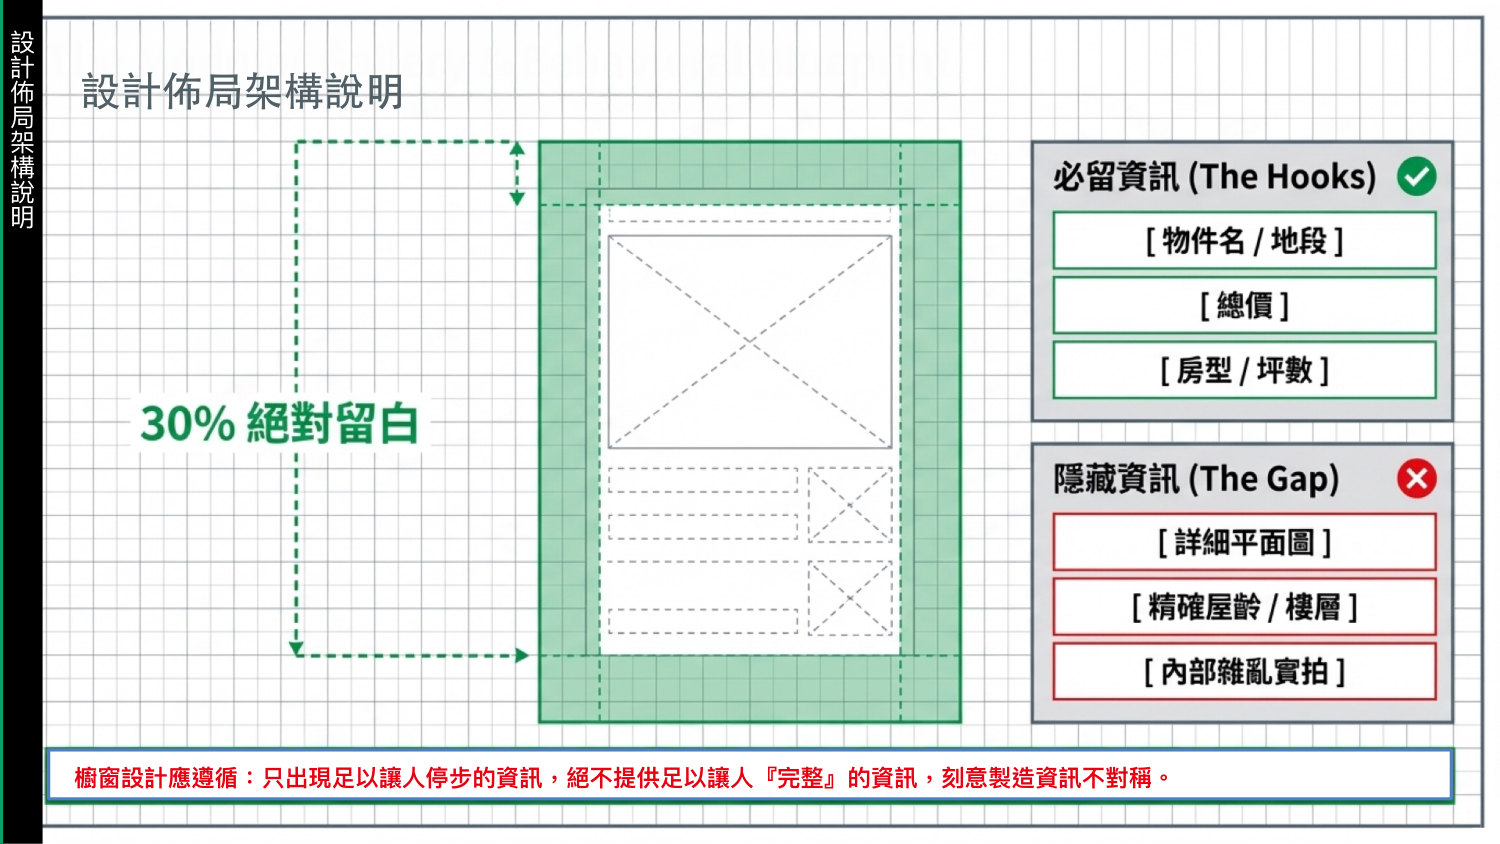 設計佈局架構說明
設計佈局架構說明
30% 絕對留白
必留資訊 (The Hooks)
[ 物件名 / 地段 ]
[ 總價 ]
[ 房型 / 坪數 ]
隱藏資訊 (The Gap)
[ 詳細平面圖 ]
[ 精確屋齡 / 樓層 ]
[ 內部雜亂實拍 ]
櫥窗設計應遵循：只出現足以讓人停步的資訊，絕不提供足以讓人『完整』的資訊，刻意製造資訊不對稱。